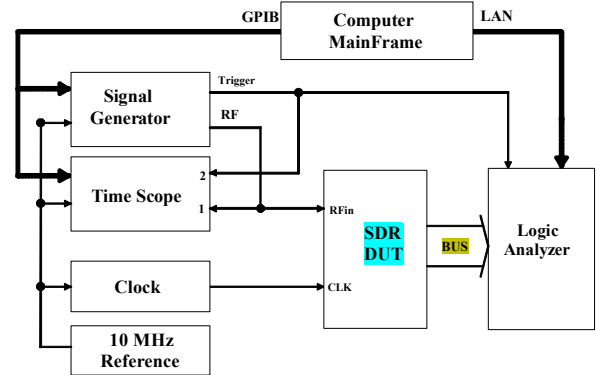 GPIB
Computer
MainFrame
LAN
Signal
Generator
Trigger
RF
Time Scope
2
1
RFin
SDR
DUT
CLK
BUS
Logic
Analyzer
Clock
10 MHz
Reference